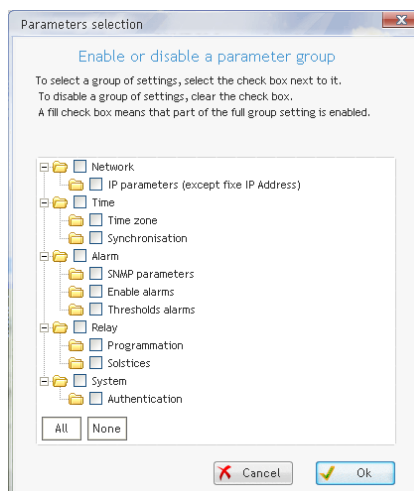 Parameters selection
Enable or disable a parameter group
To select a group of settings, select the check box next to it.
To disable a group of settings, clear the check box.
A fill check box means that part of the full group setting is enabled.
Network
IP parameters (except fixe IP Address)
Time
Time zone
Synchronisation
Alarm
SNMP parameters
Enable alarms
Thresholds alarms
Relay
Programmation
Solstices
System
Authentication
All None
Cancel Ok